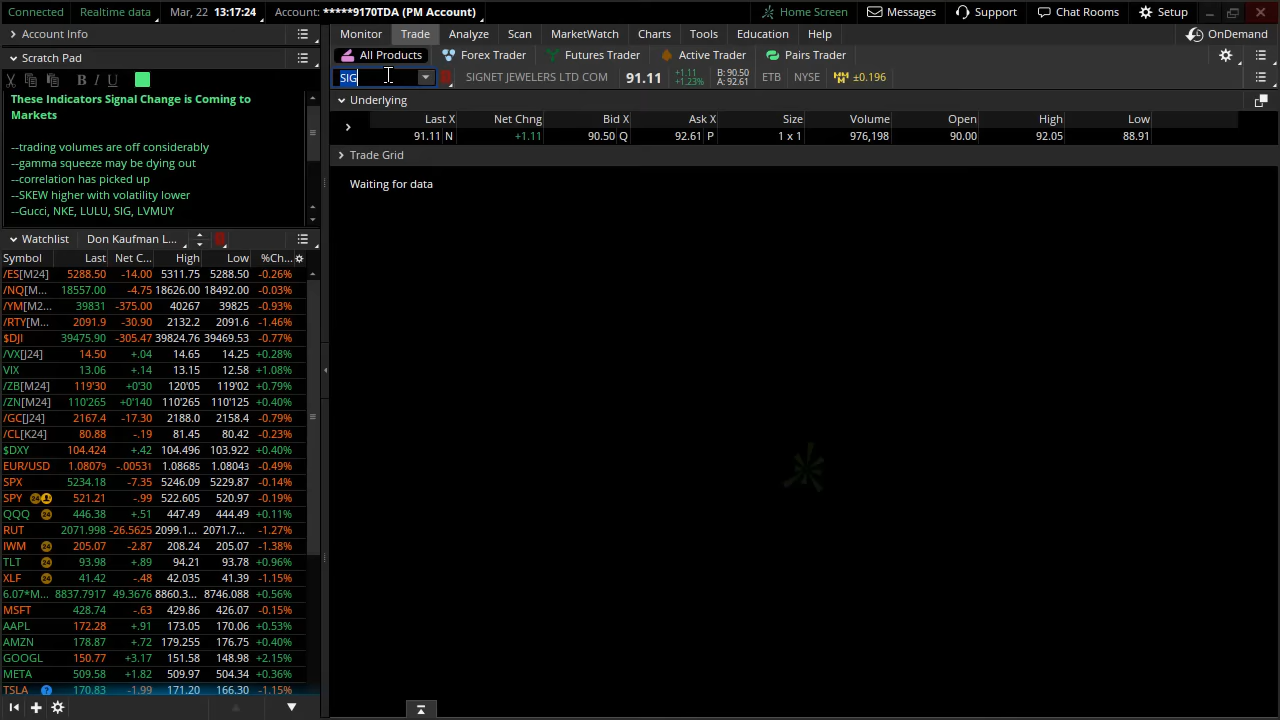 Connected Realtime data Mar, 22 13:17:24 Account: *****9170TDA (PM Account) Home Screen Messages Support Chat Rooms Setup
Account Info
Monitor Trade Analyze Scan MarketWatch Charts Tools Education Help OnDemand
Scratch Pad
All Products Forex Trader Futures Trader Active Trader Pairs Trader
B I U
SIG SIGNET JEWELERS LTD COM 91.11 +1.11 +1.23% B: 90.50 A: 92.61 ETB NYSE ±0.196
These Indicators Signal Change is Coming to
Markets
--trading volumes are off considerably
--gamma squeeze may be dying out
--correlation has picked up
--SKEW higher with volatility lower
--Gucci, NKE, LULU, SIG, LVMUY
Underlying
Last X Net Chng Bid X Ask X Size Volume Open High Low
91.11 N +1.11 90.50 Q 92.61 P 1 x 1 976,198 90.00 92.05 88.91
Trade Grid
Waiting for data
Watchlist Don Kaufman L...
Symbol Last Net C... High Low %Ch...
/ES[M24] 5288.50 -14.00 5311.75 5288.50 -0.26%
/NQ[M... 18557.00 -4.75 18626.00 18492.00 -0.03%
/YM[M2... 39831 -375.00 40267 39825 -0.93%
/RTY[M... 2091.9 -30.90 2132.2 2091.6 -1.46%
$DJI 39475.90 -305.47 39824.76 39469.53 -0.77%
/VX[J24] 14.50 +.04 14.65 14.25 +0.28%
VIX 13.06 +.14 13.15 12.58 +1.08%
/ZB[M24] 119'30 +0'30 120'05 119'02 +0.79%
/ZN[M24] 110'265 +0'140 110'265 110'125 +0.40%
/GC[J24] 2167.4 -17.30 2188.0 2158.4 -0.79%
/CL[K24] 80.88 -.19 81.45 80.42 -0.23%
$DXY 104.424 +.42 104.496 103.922 +0.40%
EUR/USD 1.08079 -.00531 1.08685 1.08043 -0.49%
SPX 5234.18 -7.35 5246.09 5229.87 -0.14%
SPY 24 521.21 -.99 522.605 520.97 -0.19%
QQQ 24 446.38 +.51 447.49 444.49 +0.11%
RUT 2071.998 -26.5625 2099.1... 2071.7... -1.27%
IWM 24 205.07 -2.87 208.24 205.07 -1.38%
TLT 24 93.98 +.89 94.21 93.78 +0.96%
XLF 24 41.42 -.48 42.035 41.39 -1.15%
6.07*M... 8837.7917 49.3676 8860.3... 8746.088 +0.56%
MSFT 428.74 -.63 429.86 426.07 -0.15%
AAPL 172.28 +.91 173.05 170.06 +0.53%
AMZN 178.87 +.72 179.255 176.75 +0.40%
GOOGL 150.77 +3.17 151.58 148.98 +2.15%
META 509.58 +1.82 509.97 504.34 +0.36%
TSLA ? 170.83 -1.99 171.20 166.30 -1.15%